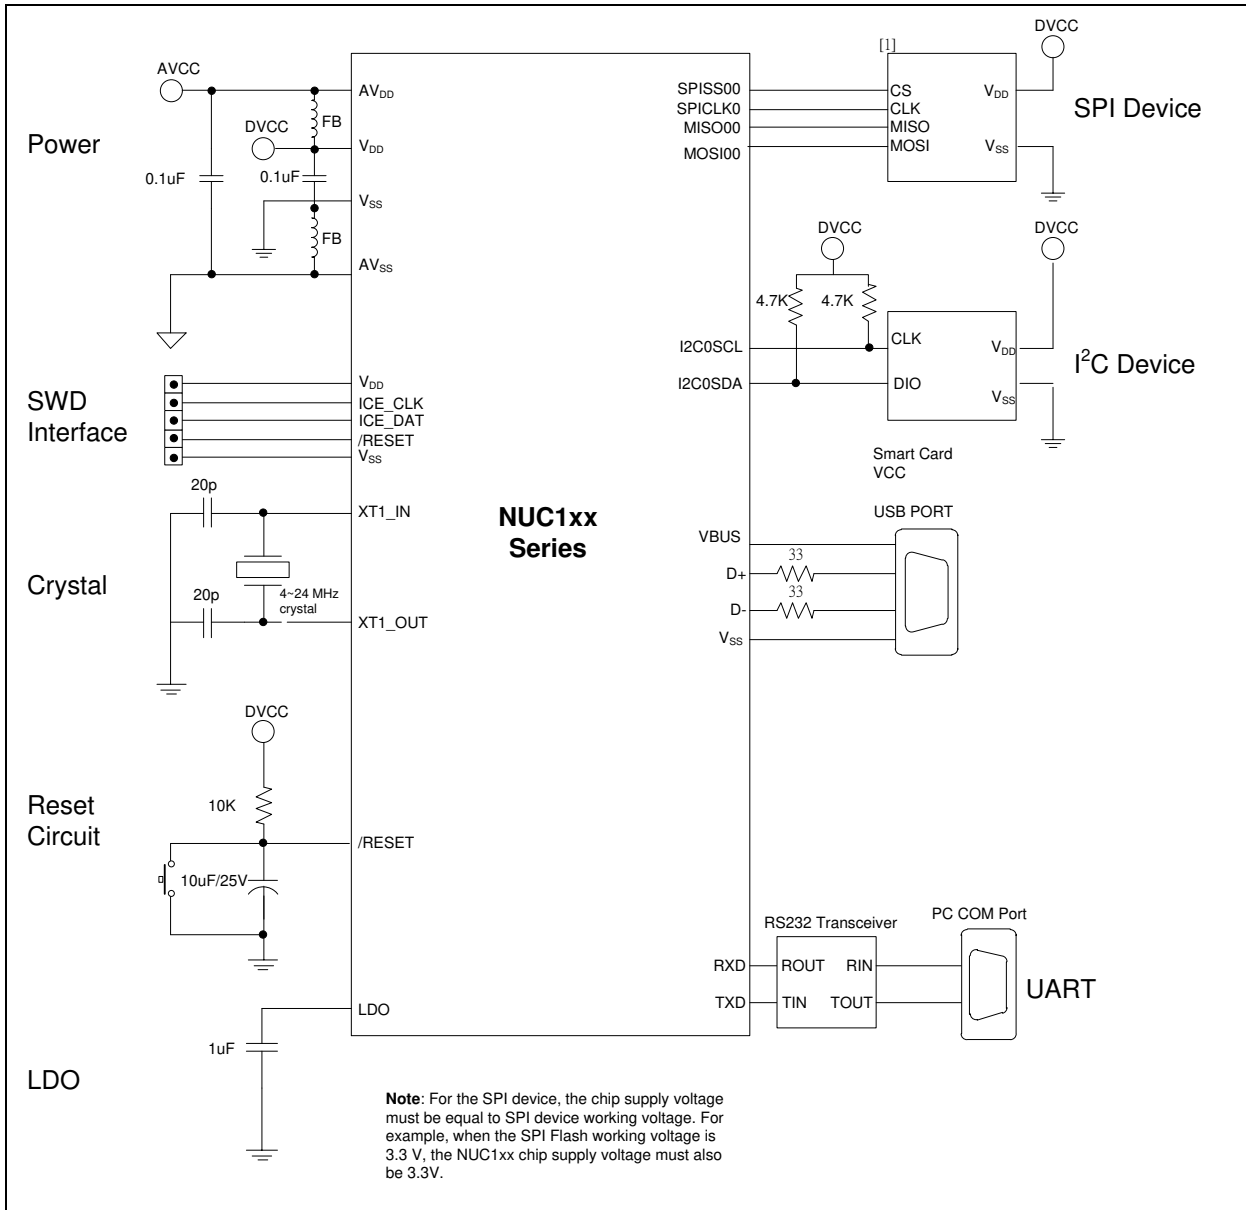 Power
AVCC
DVCC
0.1uF
0.1uF
FB
FB
AV_DD
V_DD
V_SS
AV_SS
SWD
Interface
V_DD
ICE_CLK
ICE_DAT
/RESET
V_SS
Crystal
20p
20p
4~24 MHz
crystal
XT1_IN
XT1_OUT
Reset
Circuit
DVCC
10K
10uF/25V
/RESET
LDO
1uF
LDO
NUC1xx
Series
SPISS00
SPICLK0
MISO00
MOSI00
[1]
CS
CLK
MISO
MOSI
V_DD
V_SS
DVCC
SPI Device
DVCC
4.7K
4.7K
I2C0SCL
I2C0SDA
CLK
DIO
V_DD
V_SS
DVCC
I²C Device
Smart Card
VCC
USB PORT
VBUS
D+
D-
V_SS
33
33
RS232 Transceiver
PC COM Port
RXD
TXD
ROUT
RIN
TIN
TOUT
UART
Note: For the SPI device, the chip supply voltage
must be equal to SPI device working voltage. For
example, when the SPI Flash working voltage is
3.3 V, the NUC1xx chip supply voltage must also
be 3.3V.